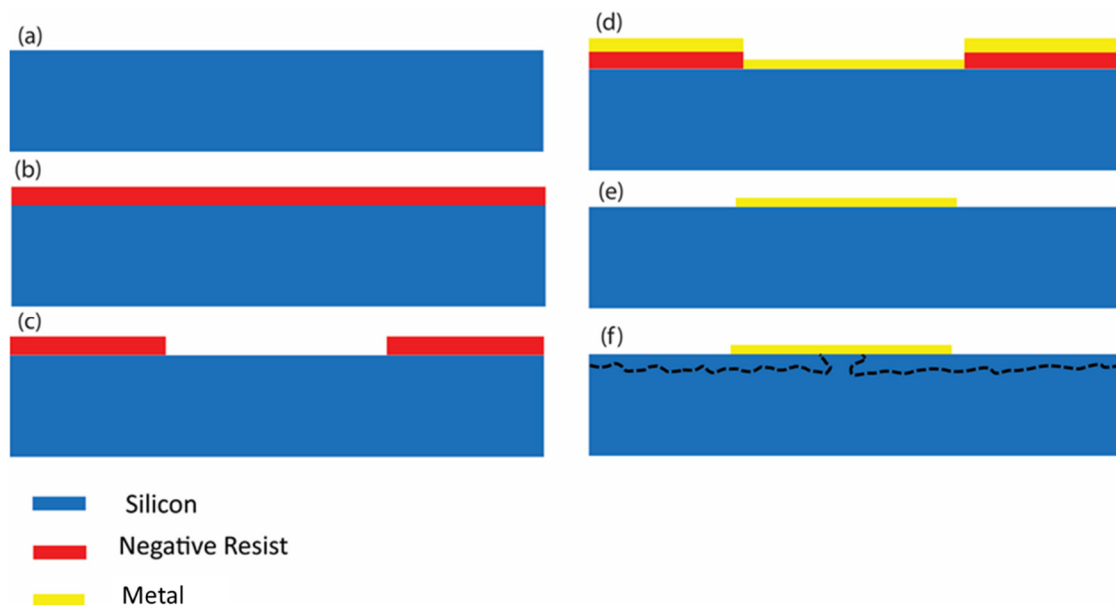 (a)
(b)
(c)
(d)
(e)
(f)
Silicon
Negative Resist
Metal